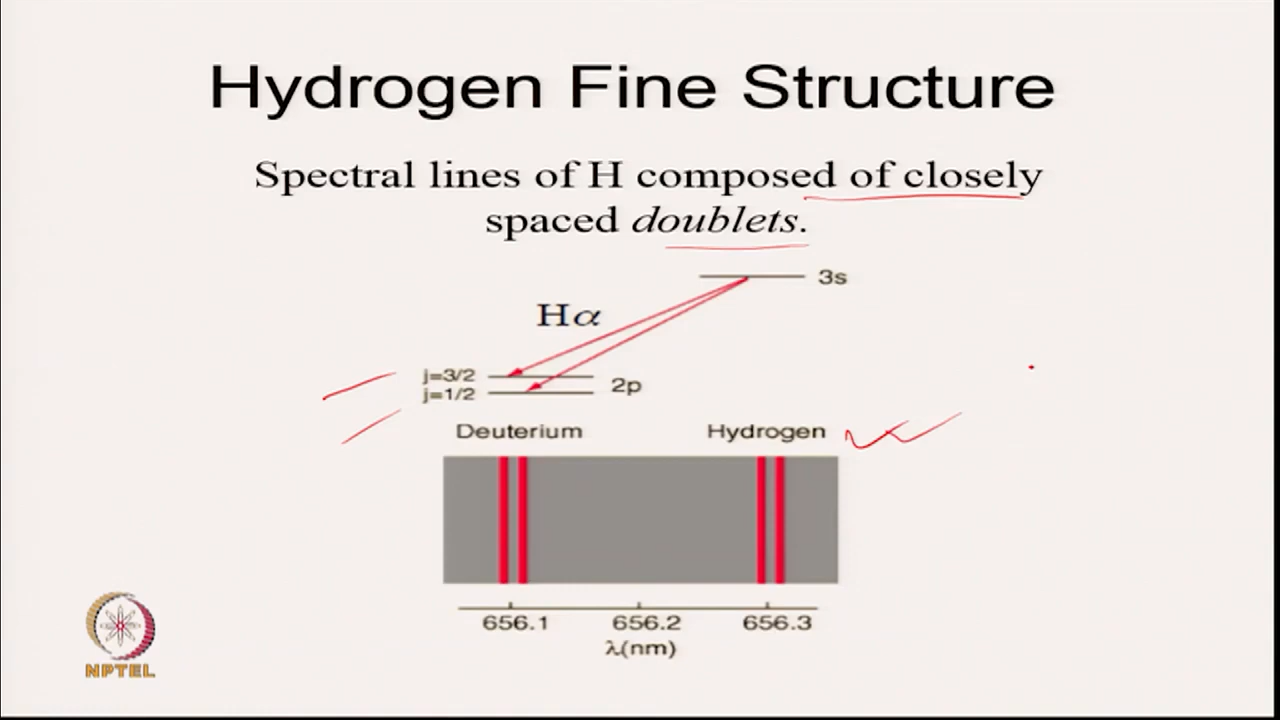 Hydrogen Fine Structure
Spectral lines of H composed of closely
spaced doublets.
3s
Hα
j=3/2
2p
j=1/2
Deuterium Hydrogen
656.1 656.2 656.3
λ(nm)
NPTEL